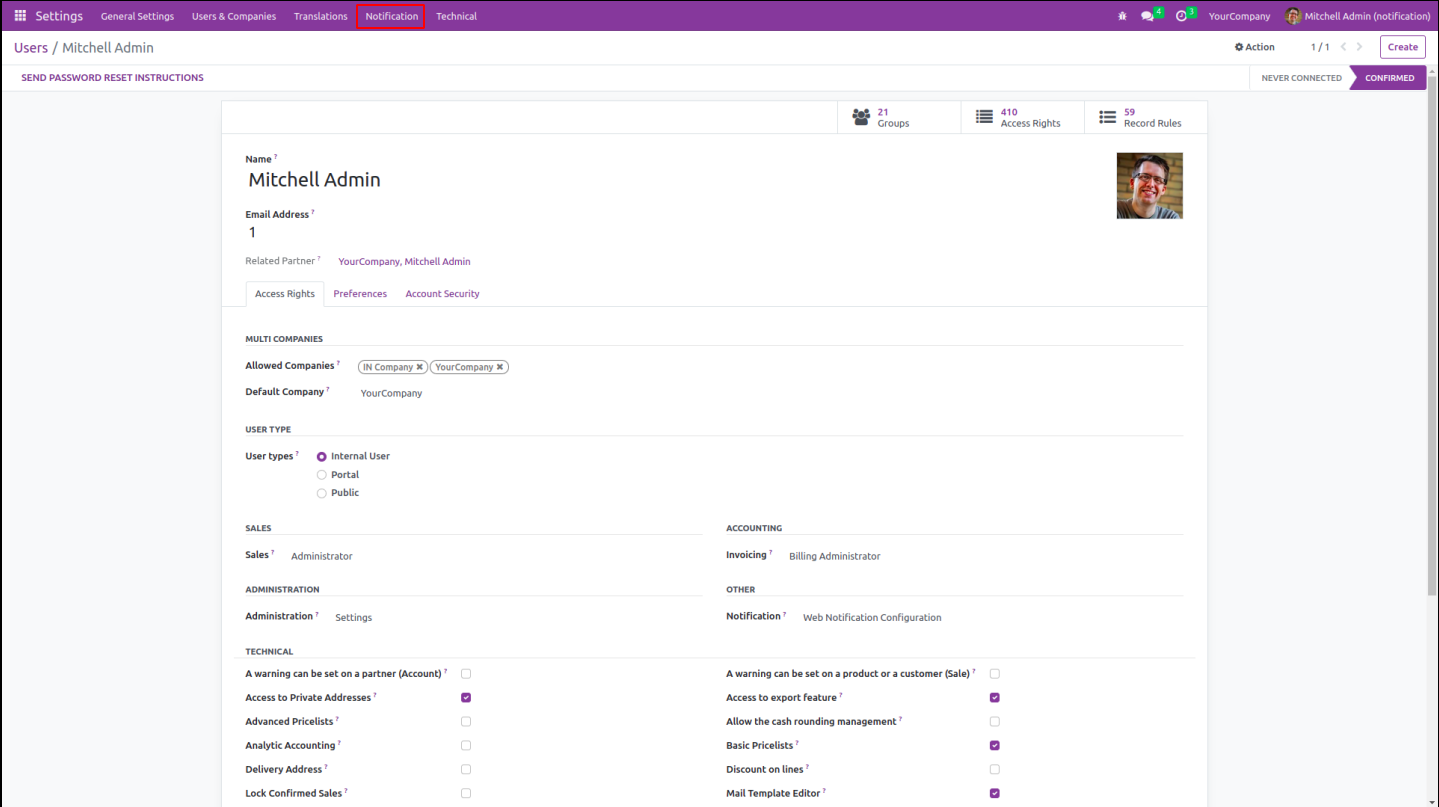 Settings General Settings Users & Companies Translations Notification Technical 4 3 YourCompany Mitchell Admin (notification)
Users / Mitchell Admin Action 1 / 1 Create
SEND PASSWORD RESET INSTRUCTIONS NEVER CONNECTED CONFIRMED
21 Groups 410 Access Rights 59 Record Rules
Name ?
Mitchell Admin
Email Address ?
1
Related Partner ? YourCompany, Mitchell Admin
Access Rights Preferences Account Security
MULTI COMPANIES
Allowed Companies ? IN Company ✖ YourCompany ✖
Default Company ? YourCompany
USER TYPE
User types ? Internal User
Portal
Public
SALES ACCOUNTING
Sales ? Administrator Invoicing ? Billing Administrator
ADMINISTRATION OTHER
Administration ? Settings Notification ? Web Notification Configuration
TECHNICAL
A warning can be set on a partner (Account) ? A warning can be set on a product or a customer (Sale) ?
Access to Private Addresses ? Access to export feature ?
Advanced Pricelists ? Allow the cash rounding management ?
Analytic Accounting ? Basic Pricelists ?
Delivery Address ? Discount on lines ?
Lock Confirmed Sales ? Mail Template Editor ?